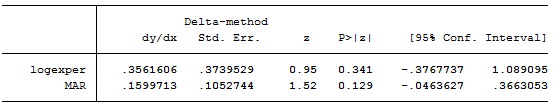 Delta-method
dy/dx Std. Err. z P>|z| [95% Conf. Interval]
logexper .3561606 .3739529 0.95 0.341 -.3767737 1.089095
MAR .1599713 .1052744 1.52 0.129 -.0463627 .3663053